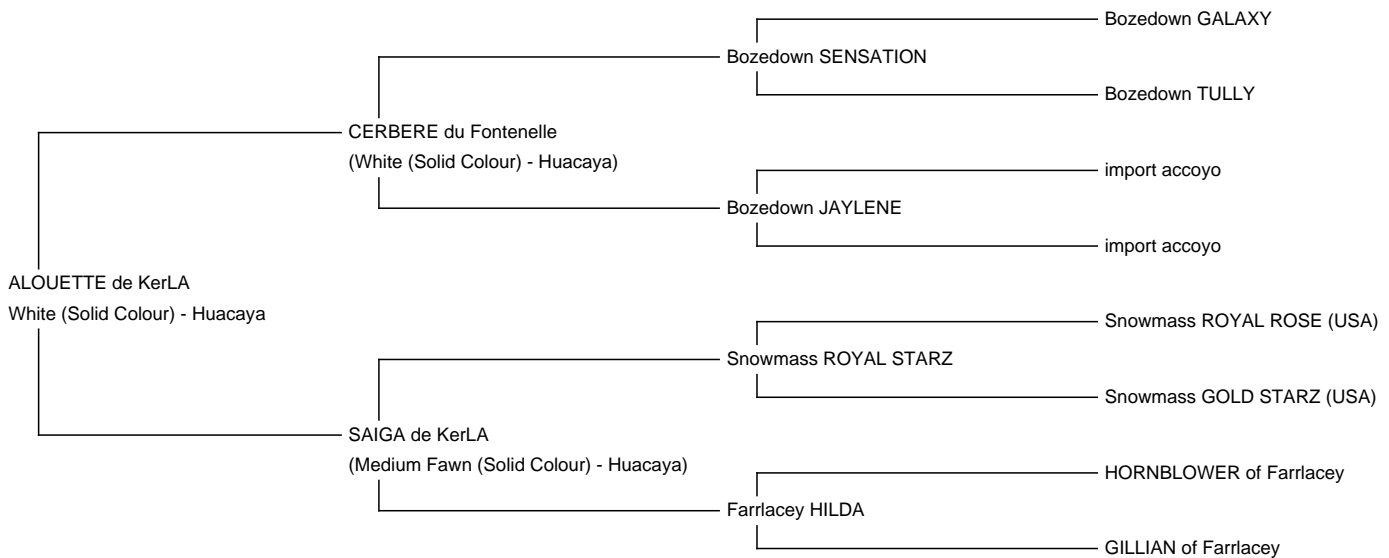 Bozedown GALAXY
Bozedown SENSATION
Bozedown TULLY
CERBERE du Fontenelle
(White (Solid Colour) - Huacaya)
import accoyo
Bozedown JAYLENE
import accoyo
ALOUETTE de KerLA
White (Solid Colour) - Huacaya
Snowmass ROYAL ROSE (USA)
Snowmass ROYAL STARZ
Snowmass GOLD STARZ (USA)
SAIGA de KerLA
(Medium Fawn (Solid Colour) - Huacaya)
HORNBLOWER of Farrlacey
Farrlacey HILDA
GILLIAN of Farrlacey